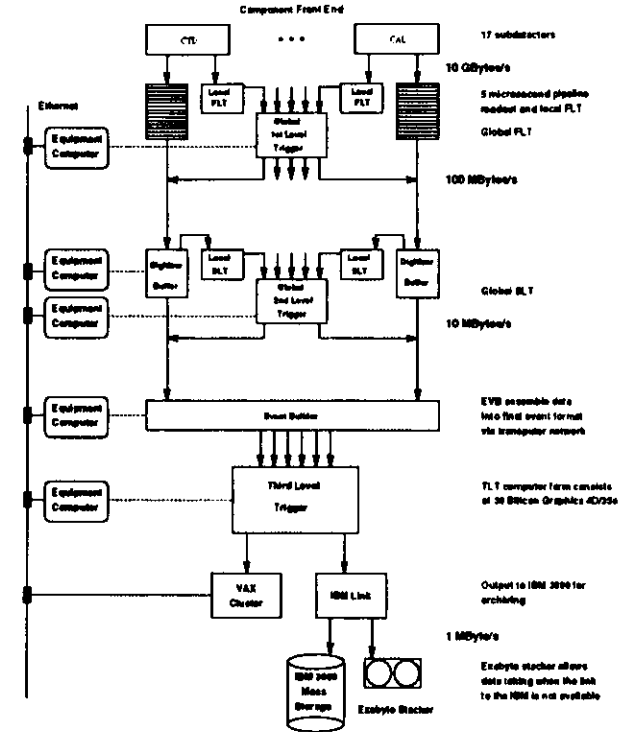 Component Front End
CTD
CAL
17 subdetectors
10 GBytes/s
Local
FLT
Local
FLT
5 microsecond pipeline
readout and local FLT
Ethernet
Global
1st Level
Trigger
Global FLT
Equipment
Computer
100 MBytes/s
Local
SLT
Local
SLT
Equipment
Computer
Digitizer
Buffer
Digitizer
Buffer
Global
2nd Level
Trigger
Global SLT
Equipment
Computer
10 MBytes/s
Equipment
Computer
Event Builder
EVB assemble data
into final event format
via transputer network
Equipment
Computer
Third Level
Trigger
TLT computer farm consists
of 30 Silicon Graphics 4D/35s
VAX
Cluster
IBM Link
Output to IBM 3090 for
archiving
1 MByte/s
IBM 3090
Mass
Storage
Exabyte Stacker
Exabyte stacker allows
data taking when the link
to the IBM is not available